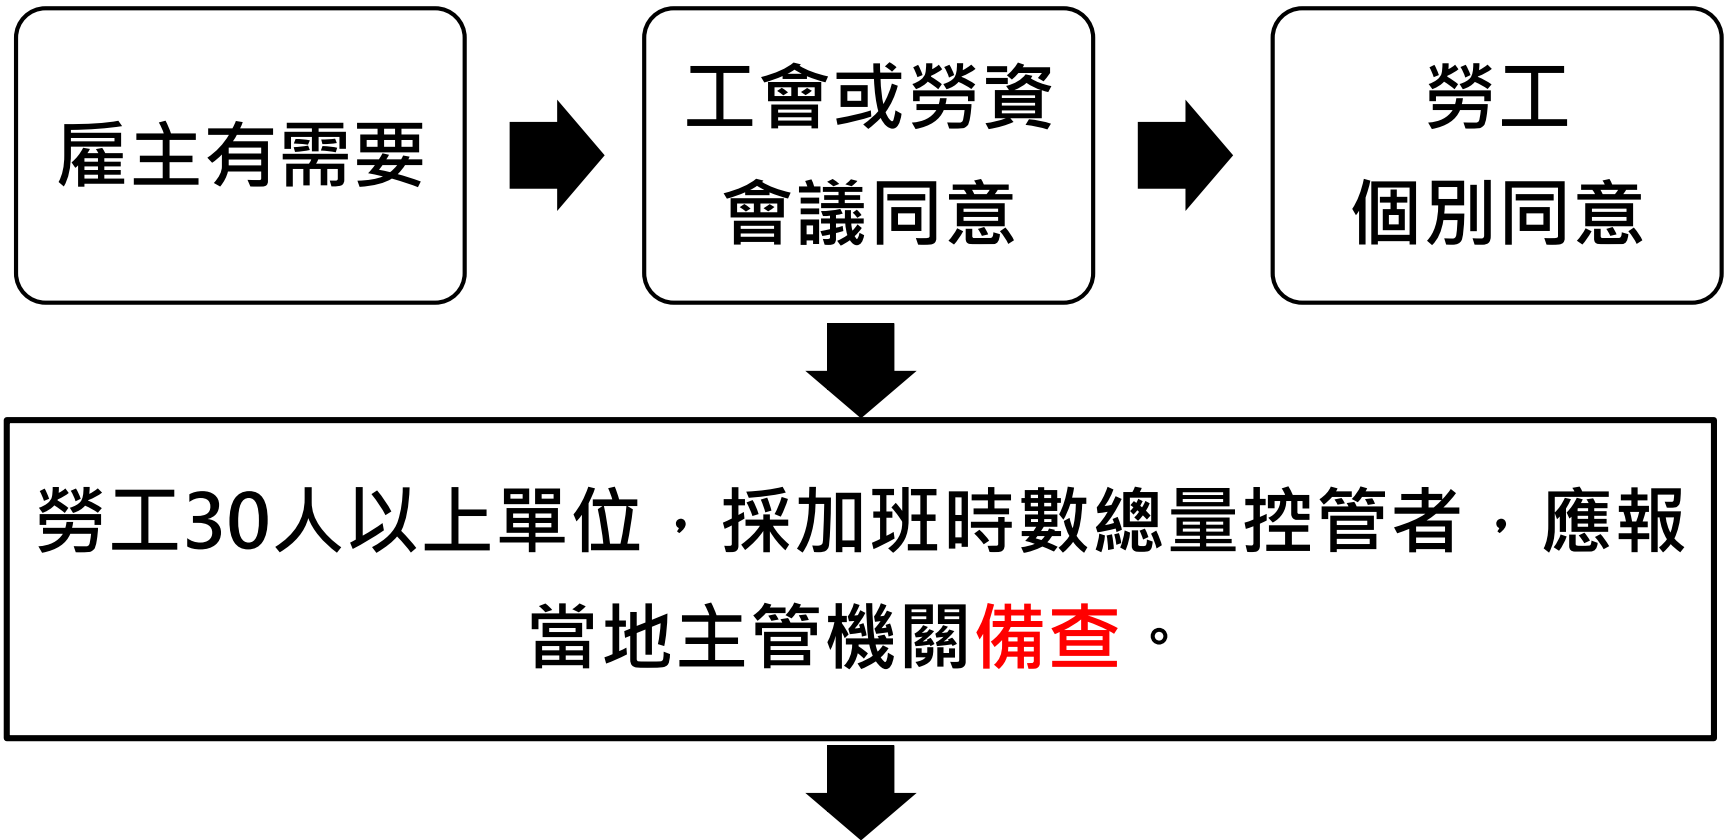 雇主有需要
工會或勞資
會議同意
勞工
個別同意
勞工30人以上單位，採加班時數總量控管者，應報
當地主管機關備查。